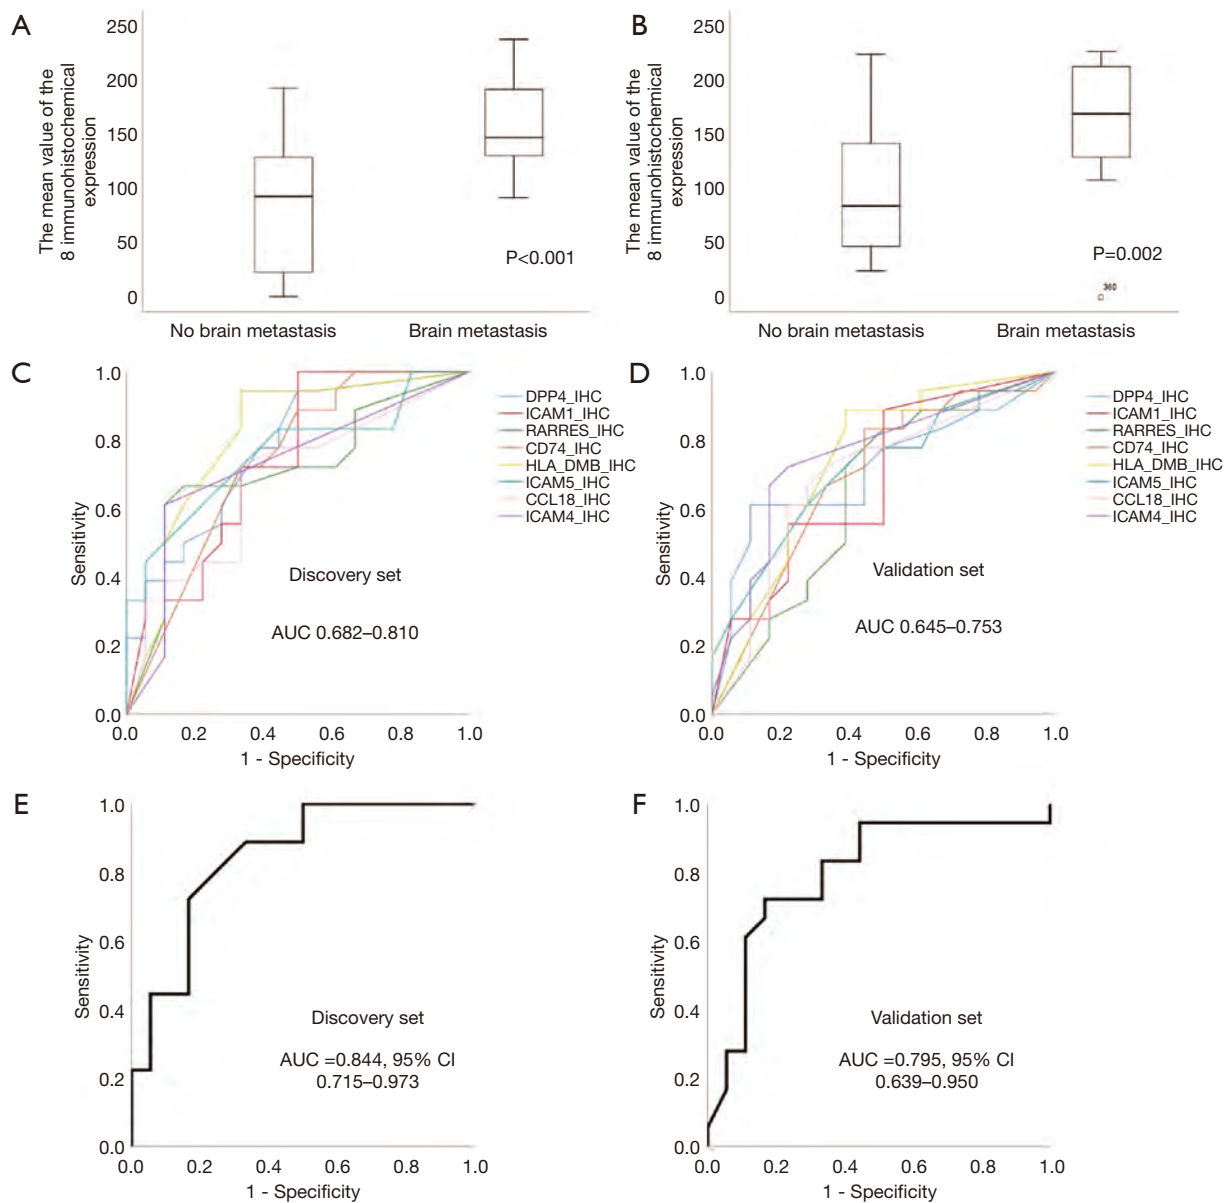 A
The mean value of the
8 immunohistochemical
expression
250
200
150
100
50
0
P<0.001
No brain metastasis
Brain metastasis
B
The mean value of the
8 immunohistochemical
expression
250
200
150
100
50
0
P=0.002
360
No brain metastasis
Brain metastasis
C
Sensitivity
1.0
0.8
0.6
0.4
0.2
0.0
DPP4_IHC
ICAM1_IHC
RARRES_IHC
CD74_IHC
HLA_DMB_IHC
ICAM5_IHC
CCL18_IHC
ICAM4_IHC
Discovery set
AUC 0.682–0.810
0.0 0.2 0.4 0.6 0.8 1.0
1 - Specificity
D
Sensitivity
1.0
0.8
0.6
0.4
0.2
0.0
DPP4_IHC
ICAM1_IHC
RARRES_IHC
CD74_IHC
HLA_DMB_IHC
ICAM5_IHC
CCL18_IHC
ICAM4_IHC
Validation set
AUC 0.645–0.753
0.0 0.2 0.4 0.6 0.8 1.0
1 - Specificity
E
Sensitivity
1.0
0.8
0.6
0.4
0.2
0.0
Discovery set
AUC =0.844, 95% CI
0.715–0.973
0.0 0.2 0.4 0.6 0.8 1.0
1 - Specificity
F
Sensitivity
1.0
0.8
0.6
0.4
0.2
0.0
Validation set
AUC =0.795, 95% CI
0.639–0.950
0.0 0.2 0.4 0.6 0.8 1.0
1 - Specificity